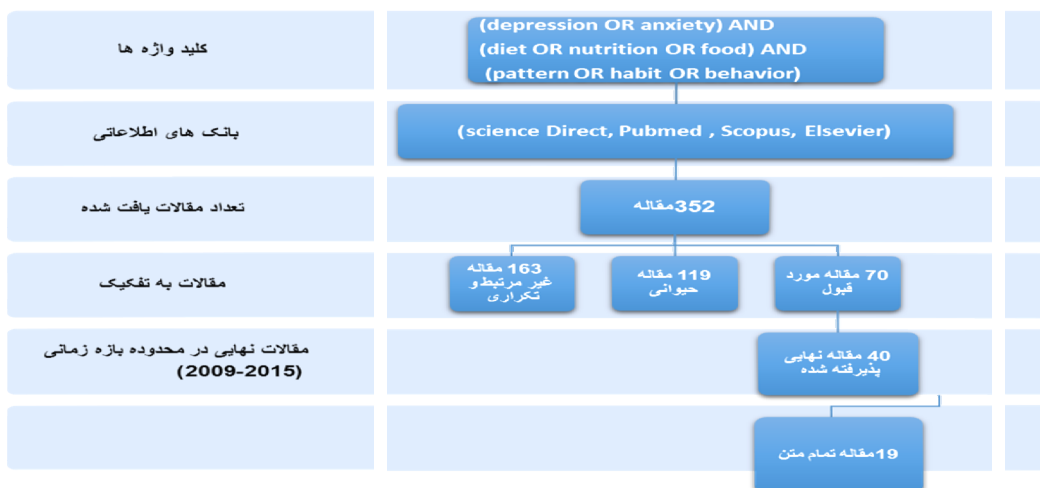 کلید واژه ها
(depression OR anxiety) AND
(diet OR nutrition OR food) AND
(pattern OR habit OR behavior)
بانک های اطلاعاتی
(science Direct, Pubmed , Scopus, Elsevier)
تعداد مقالات یافت شده
352مقاله
مقالات به تفکیک
163 مقاله
غیر مرتبط و
تکراری
119 مقاله
حیوانی
70 مقاله مورد
قبول
مقالات نهایی در محدوده بازه زمانی
(2009-2015)
40 مقاله نهایی
پذیرفته شده
19مقاله تمام متن